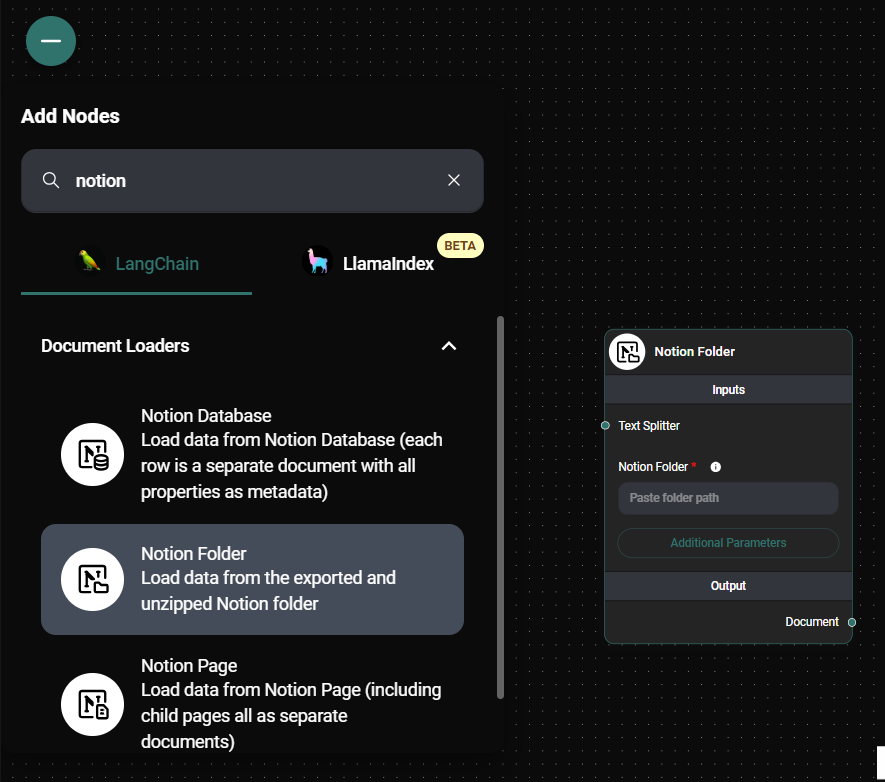 Add Nodes
notion
LangChain
LlamaIndex
BETA
Document Loaders
Notion Database
Load data from Notion Database (each
row is a separate document with all
properties as metadata)
Notion Folder
Load data from the exported and
unzipped Notion folder
Notion Page
Load data from Notion Page (including
child pages all as separate
documents)
Notion Folder
Inputs
Text Splitter
Notion Folder *
Paste folder path
Additional Parameters
Output
Document